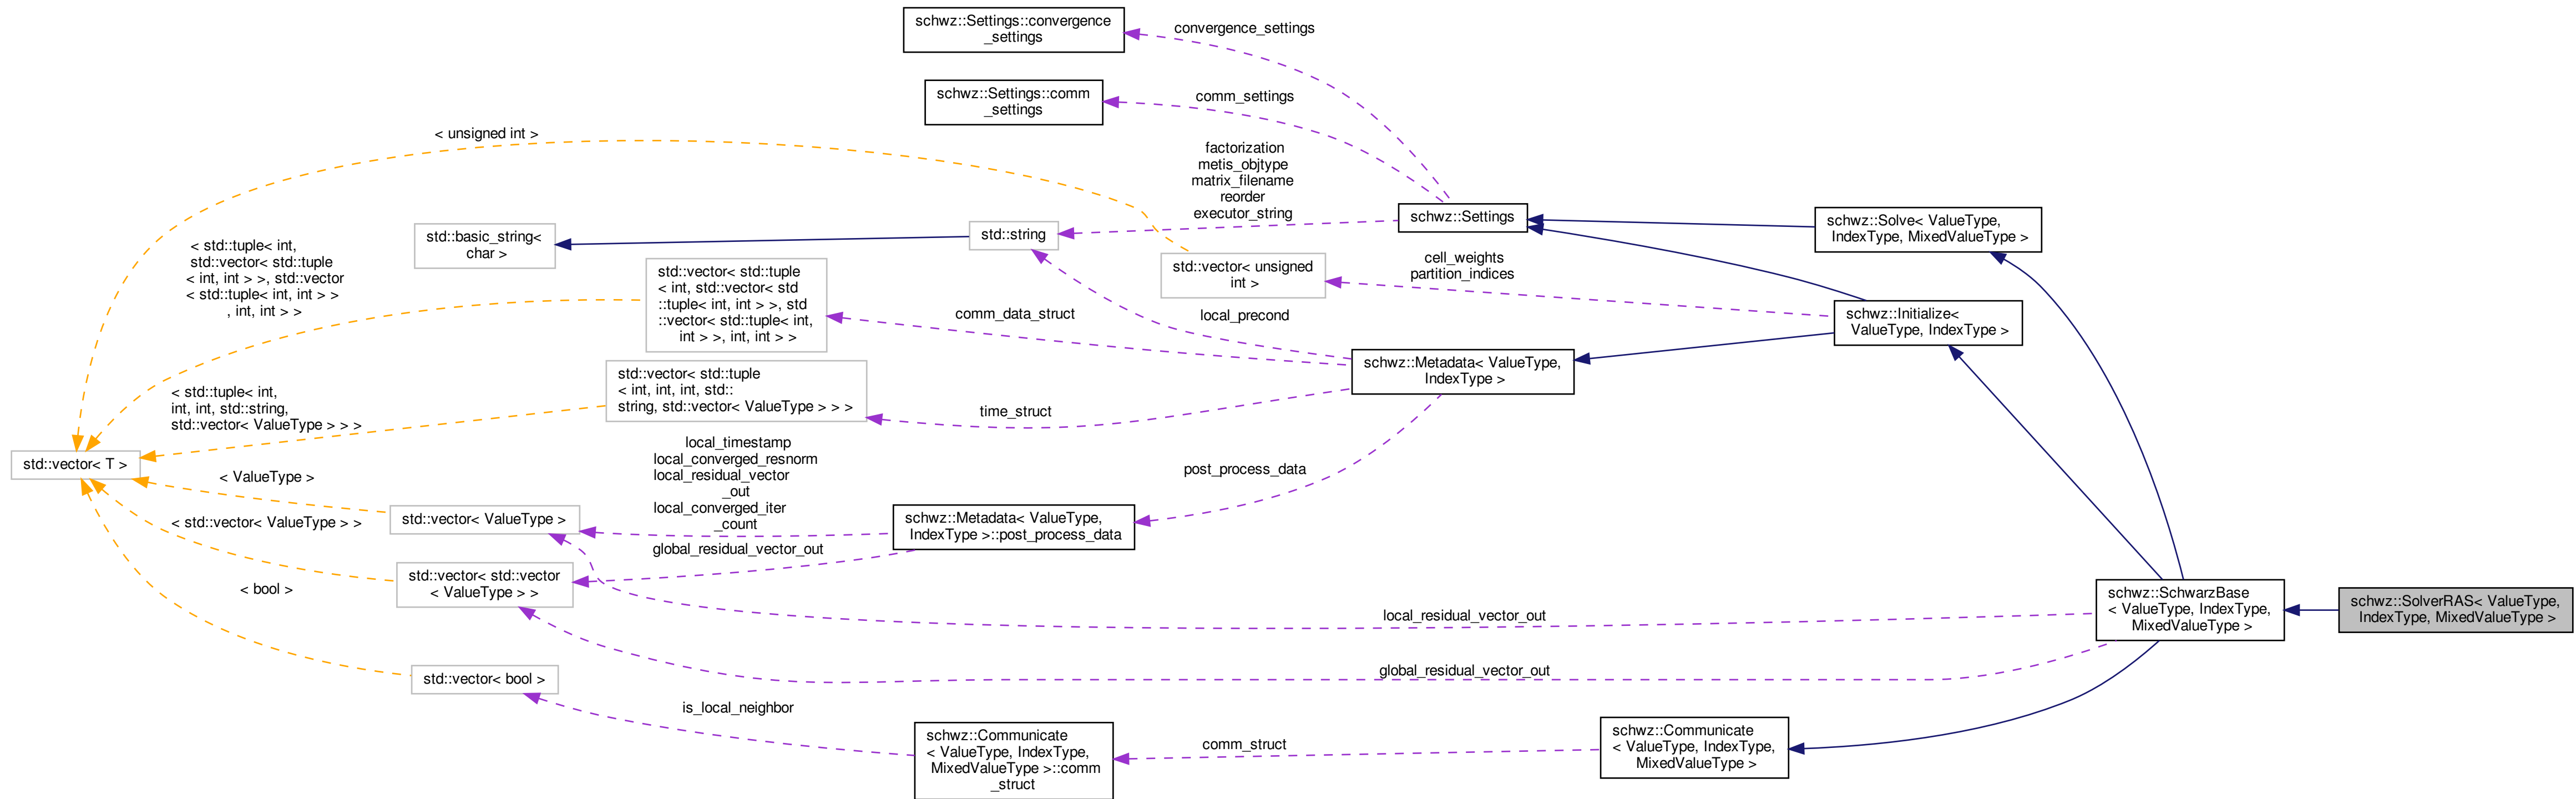 schwz::Settings::convergence
_settings
convergence_settings
schwz::Settings::comm
_settings
comm_settings
< unsigned int >
factorization
metis_objtype
matrix_filename
reorder
executor_string
schwz::Settings
schwz::Solve< ValueType,
IndexType, MixedValueType >
std::basic_string<
char >
std::string
< std::tuple< int,
std::vector< std::tuple
< int, int > >, std::vector
< std::tuple< int, int > >
, int, int > >
std::vector< std::tuple
< int, std::vector< std
::tuple< int, int > >, std
::vector< std::tuple< int,
int > >, int, int > >
std::vector< unsigned
int >
cell_weights
partition_indices
schwz::Initialize<
ValueType, IndexType >
comm_data_struct
local_precond
schwz::Metadata< ValueType,
IndexType >
std::vector< std::tuple
< int, int, int, std::
string, std::vector< ValueType > > >
time_struct
< std::tuple< int,
int, int, std::string,
std::vector< ValueType > > >
std::vector< T >
< ValueType >
local_timestamp
local_converged_resnorm
local_residual_vector
_out
local_converged_iter
_count
post_process_data
std::vector< ValueType >
schwz::Metadata< ValueType,
IndexType >::post_process_data
< std::vector< ValueType > >
global_residual_vector_out
std::vector< std::vector
< ValueType > >
< bool >
local_residual_vector_out
schwz::SchwarzBase
< ValueType, IndexType,
MixedValueType >
schwz::SolverRAS< ValueType,
IndexType, MixedValueType >
global_residual_vector_out
std::vector< bool >
is_local_neighbor
schwz::Communicate
< ValueType, IndexType,
MixedValueType >::comm
_struct
comm_struct
schwz::Communicate
< ValueType, IndexType,
MixedValueType >